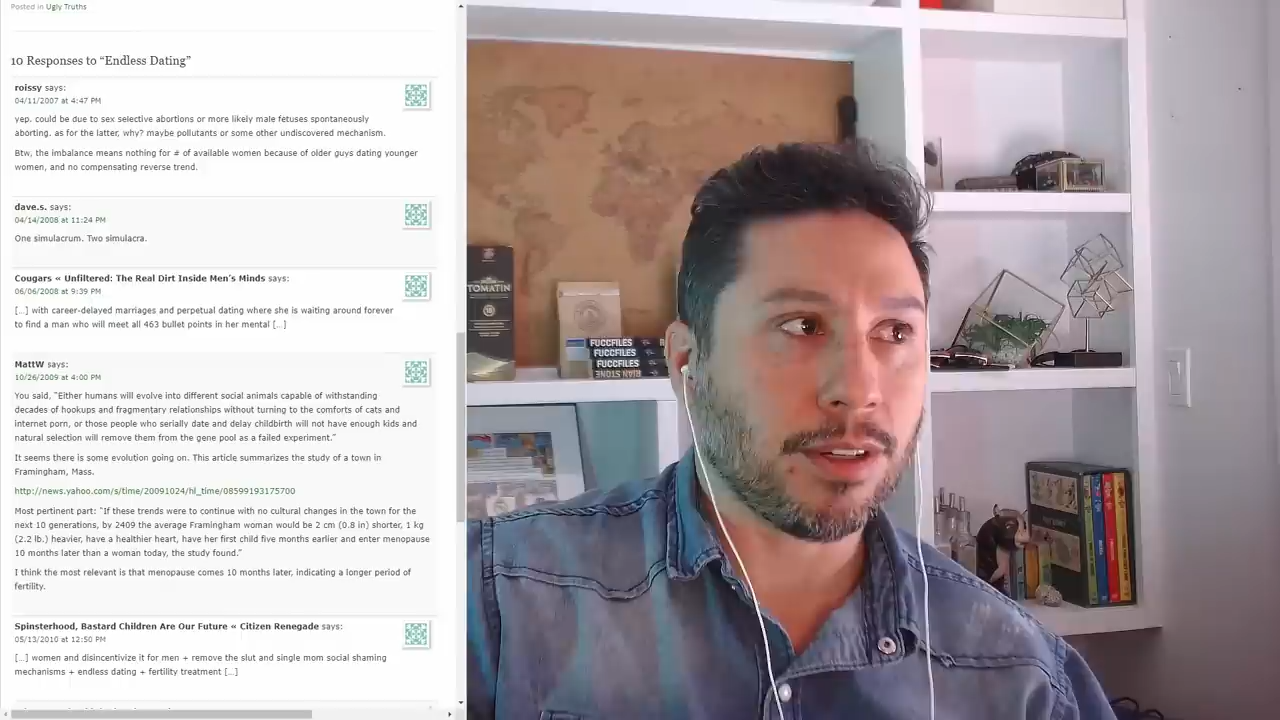 Posted in Ugly Truths
10 Responses to “Endless Dating”
roissy says:
04/11/2007 at 4:47 PM
yep. could be due to sex selective abortions or more likely male fetuses spontaneously
aborting. as for the latter, why? maybe pollutants or some other undiscovered mechanism.
Btw, the imbalance means nothing for # of available women because of older guys dating younger
women, and no compensating reverse trend.
dave.s. says:
04/14/2008 at 11:24 PM
One simulacrum. Two simulacra.
Cougars « Unfiltered: The Real Dirt Inside Men’s Minds says:
06/06/2008 at 9:39 PM
[...] with career-delayed marriages and perpetual dating where she is waiting around forever
to find a man who will meet all 463 bullet points in her mental [...]
MattW says:
10/26/2009 at 4:00 PM
You said, “Either humans will evolve into different social animals capable of withstanding
decades of hookups and fragmentary relationships without turning to the comforts of cats and
internet porn, or those people who serially date and delay childbirth will not have enough kids and
natural selection will remove them from the gene pool as a failed experiment.”
It seems there is some evolution going on. This article summarizes the study of a town in
Framingham, Mass.
http://news.yahoo.com/s/time/20091024/hl_time/08599193175700
Most pertinent part: “If these trends were to continue with no cultural changes in the town for the
next 10 generations, by 2409 the average Framingham woman would be 2 cm (0.8 in) shorter, 1 kg
(2.2 lb.) heavier, have a healthier heart, have her first child five months earlier and enter menopause
10 months later than a woman today, the study found.”
I think the most relevant is that menopause comes 10 months later, indicating a longer period of
fertility.
Spinsterhood, Bastard Children Are Our Future « Citizen Renegade says:
05/13/2010 at 12:50 PM
[...] women and disincentivize it for men + remove the slut and single mom social shaming
mechanisms + endless dating + fertility treatment [...]
TOMATIN
18
FUCCFILES
FUCCFILES
FUCCFILES
RIAN STONE